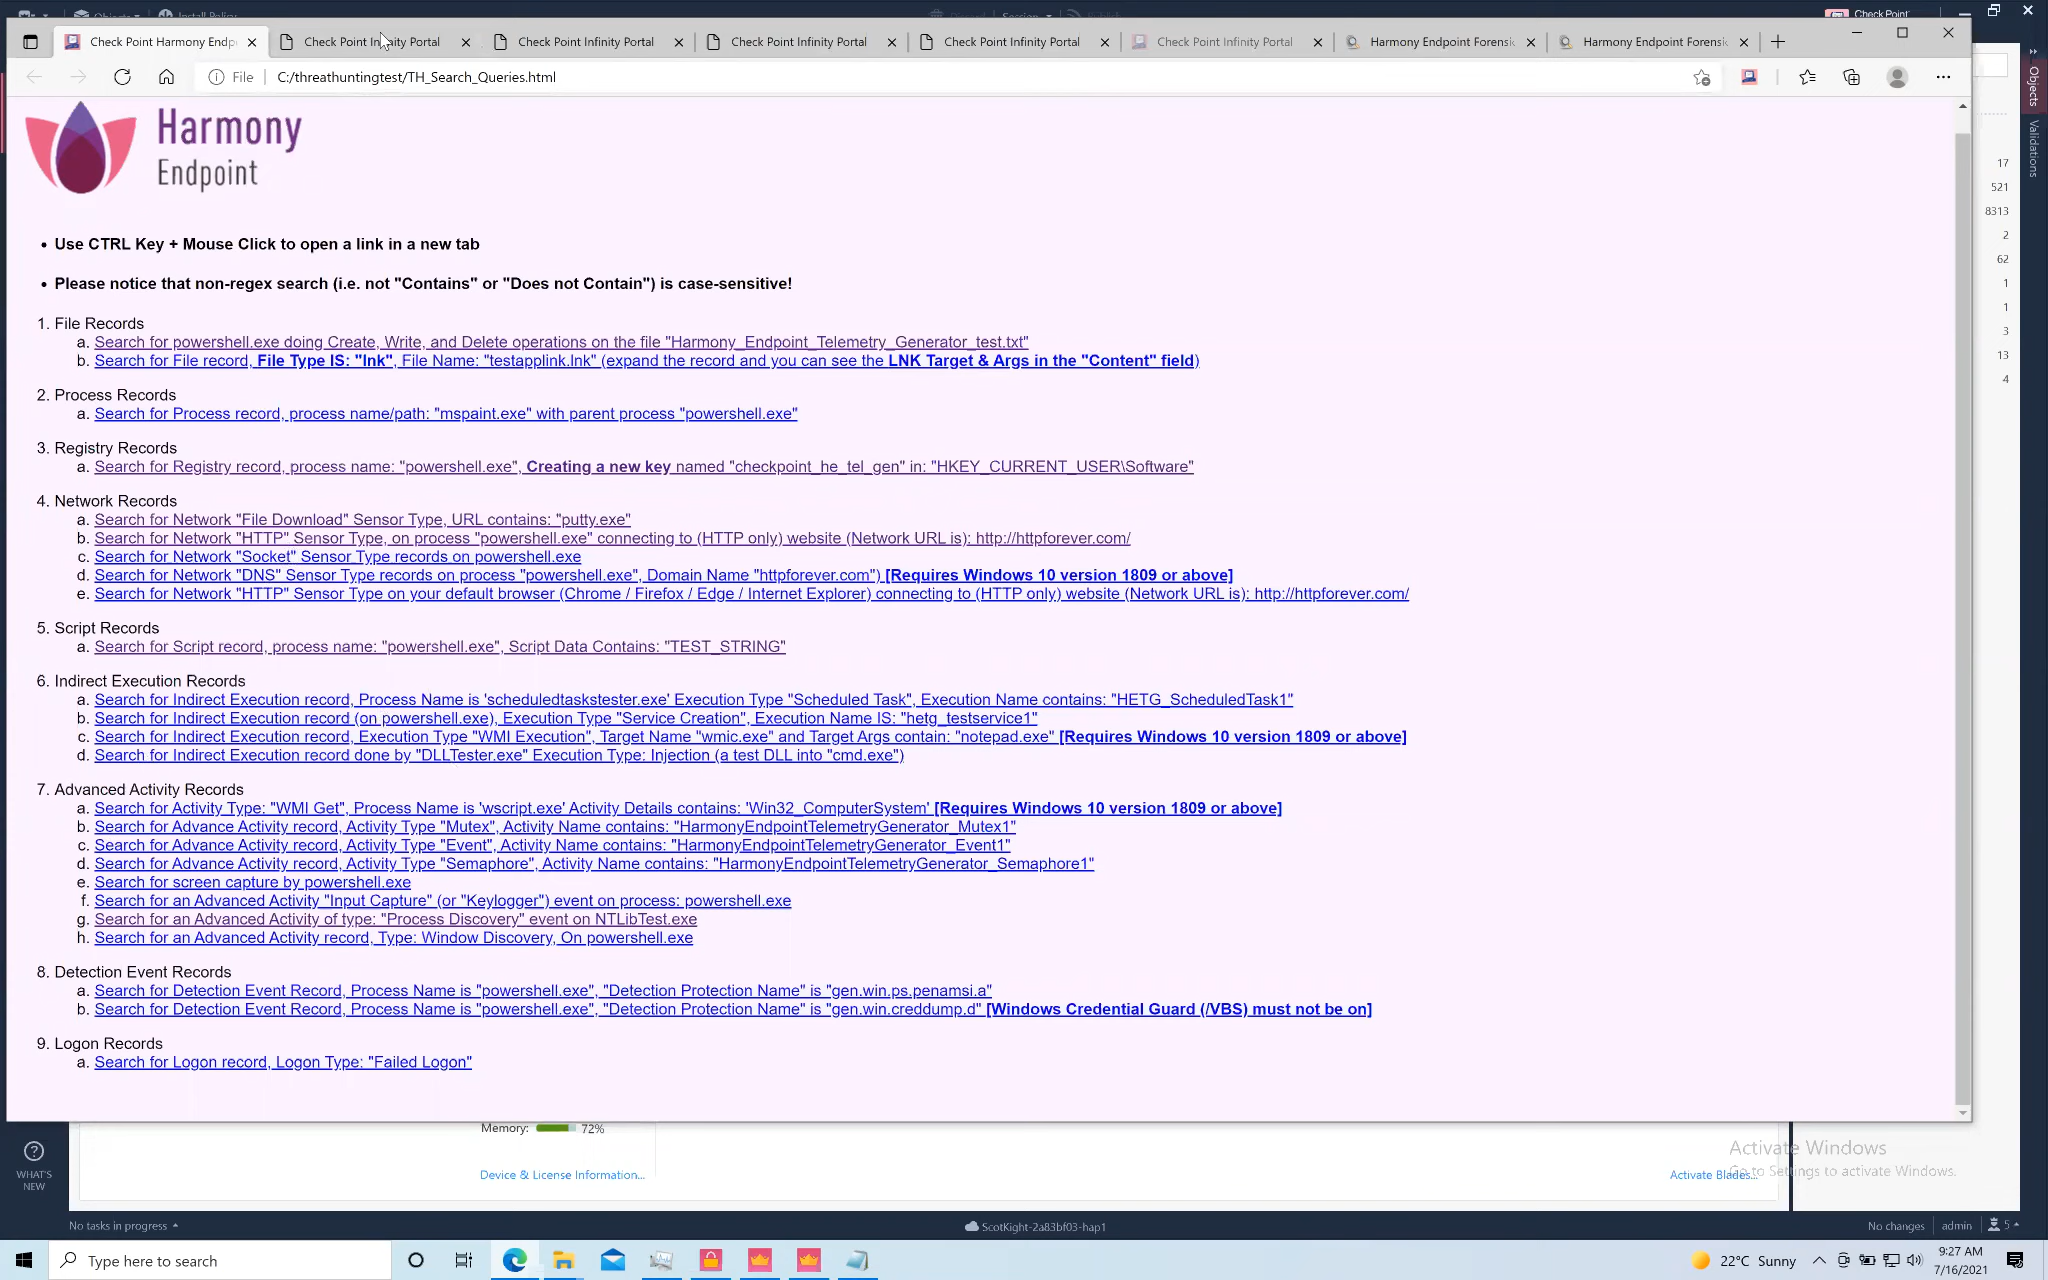 Objects
Install Policy
Discard
Session
Publish
Check Point
Check Point Harmony Endp
Check Point Infinity Portal
Check Point Infinity Portal
Check Point Infinity Portal
Check Point Infinity Portal
Check Point Infinity Portal
Harmony Endpoint Forensik
Harmony Endpoint Forensik
File
C:/threathuntingtest/TH_Search_Queries.html
Harmony
Endpoint
• Use CTRL Key + Mouse Click to open a link in a new tab
• Please notice that non-regex search (i.e. not "Contains" or "Does not Contain") is case-sensitive!
1. File Records
a. Search for powershell.exe doing Create, Write, and Delete operations on the file "Harmony_Endpoint_Telemetry_Generator_test.txt"
b. Search for File record, File Type IS: "lnk", File Name: "testapplink.lnk" (expand the record and you can see the LNK Target & Args in the "Content" field)
2. Process Records
a. Search for Process record, process name/path: "mspaint.exe" with parent process "powershell.exe"
3. Registry Records
a. Search for Registry record, process name: "powershell.exe", Creating a new key named "checkpoint_he_tel_gen" in: "HKEY_CURRENT_USER\Software"
4. Network Records
a. Search for Network "File Download" Sensor Type, URL contains: "putty.exe"
b. Search for Network "HTTP" Sensor Type, on process "powershell.exe" connecting to (HTTP only) website (Network URL is): http://httpforever.com/
c. Search for Network "Socket" Sensor Type records on powershell.exe
d. Search for Network "DNS" Sensor Type records on process "powershell.exe", Domain Name "httpforever.com") [Requires Windows 10 version 1809 or above]
e. Search for Network "HTTP" Sensor Type on your default browser (Chrome / Firefox / Edge / Internet Explorer) connecting to (HTTP only) website (Network URL is): http://httpforever.com/
5. Script Records
a. Search for Script record, process name: "powershell.exe", Script Data Contains: "TEST_STRING"
6. Indirect Execution Records
a. Search for Indirect Execution record, Process Name is 'scheduledtaskstester.exe' Execution Type "Scheduled Task", Execution Name contains: "HETG_ScheduledTask1"
b. Search for Indirect Execution record (on powershell.exe), Execution Type "Service Creation", Execution Name IS: "hetg_testservice1"
c. Search for Indirect Execution record, Execution Type "WMI Execution", Target Name "wmic.exe" and Target Args contain: "notepad.exe" [Requires Windows 10 version 1809 or above]
d. Search for Indirect Execution record done by "DLLTester.exe" Execution Type: Injection (a test DLL into "cmd.exe")
7. Advanced Activity Records
a. Search for Activity Type: "WMI Get", Process Name is 'wscript.exe' Activity Details contains: 'Win32_ComputerSystem' [Requires Windows 10 version 1809 or above]
b. Search for Advance Activity record, Activity Type "Mutex", Activity Name contains: "HarmonyEndpointTelemetryGenerator_Mutex1"
c. Search for Advance Activity record, Activity Type "Event", Activity Name contains: "HarmonyEndpointTelemetryGenerator_Event1"
d. Search for Advance Activity record, Activity Type "Semaphore", Activity Name contains: "HarmonyEndpointTelemetryGenerator_Semaphore1"
e. Search for screen capture by powershell.exe
f. Search for an Advanced Activity "Input Capture" (or "Keylogger") event on process: powershell.exe
g. Search for an Advanced Activity of type: "Process Discovery" event on NTLibTest.exe
h. Search for an Advanced Activity record, Type: Window Discovery, On powershell.exe
8. Detection Event Records
a. Search for Detection Event Record, Process Name is "powershell.exe", "Detection Protection Name" is "gen.win.ps.penamsi.a"
b. Search for Detection Event Record, Process Name is "powershell.exe", "Detection Protection Name" is "gen.win.creddump.d" [Windows Credential Guard (/VBS) must not be on]
9. Logon Records
a. Search for Logon record, Logon Type: "Failed Logon"
Objects
Validations
17
521
8313
2
62
1
1
3
13
4
Memory: 72%
Device & License Information...
Activate Blades...
Activate Windows
Go to Settings to activate Windows.
WHAT'S
NEW
No tasks in progress
ScotKight-2a83bf03-hap1
No changes
admin
5
Type here to search
22°C Sunny
9:27 AM
7/16/2021